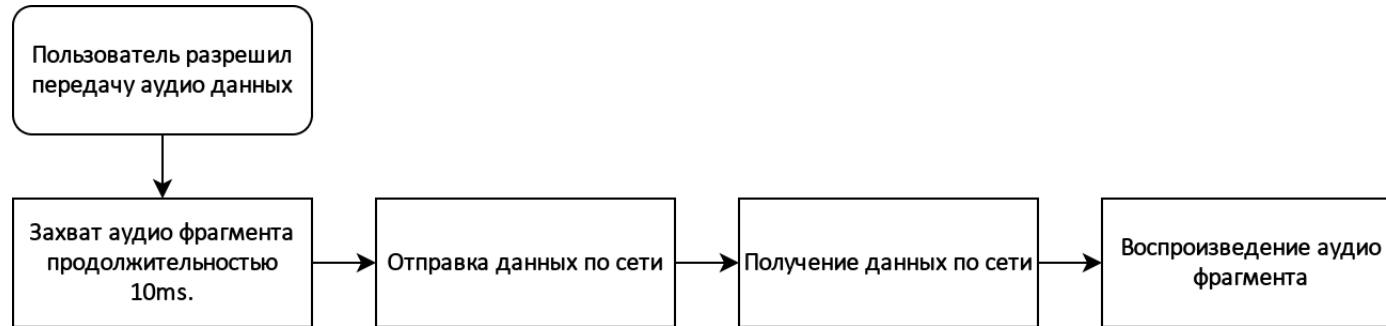 Пользователь разрешил
передачу аудио данных
Захват аудио фрагмента
продолжительностью
10ms.
Отправка данных по сети
Получение данных по сети
Воспроизведение аудио
фрагмента